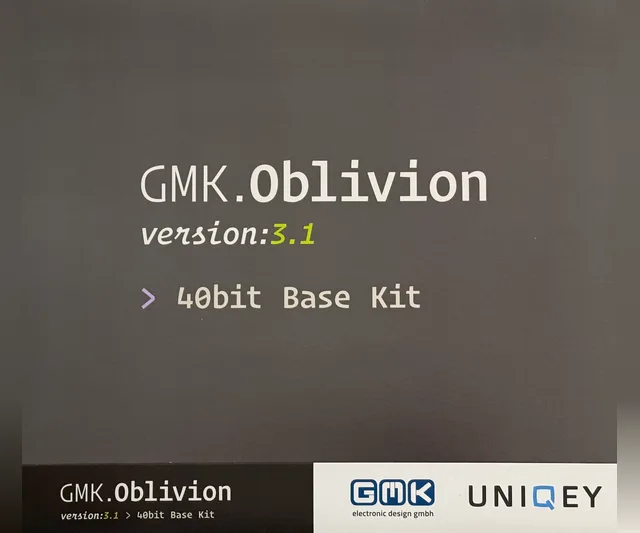 GMK.Oblivion
version:3.1
> 40bit Base Kit
GMK.Oblivion
version:3.1 > 40bit Base Kit
GMK
electronic design gmbh
UNIQEY